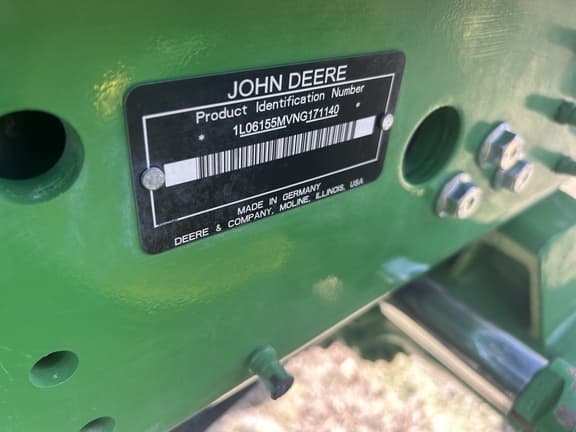 JOHN DEERE
Product Identification Number
* 1L06155MVNG171140 *
MADE IN GERMANY
DEERE & COMPANY, MOLINE, ILLINOIS, USA